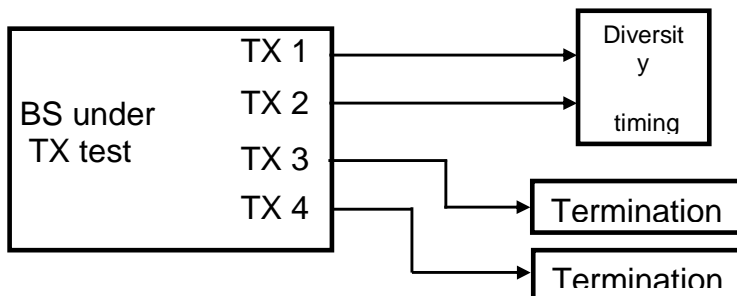 BS under
TX test
TX 1
TX 2
TX 3
TX 4
Diversit
y
timing
Termination
Termination